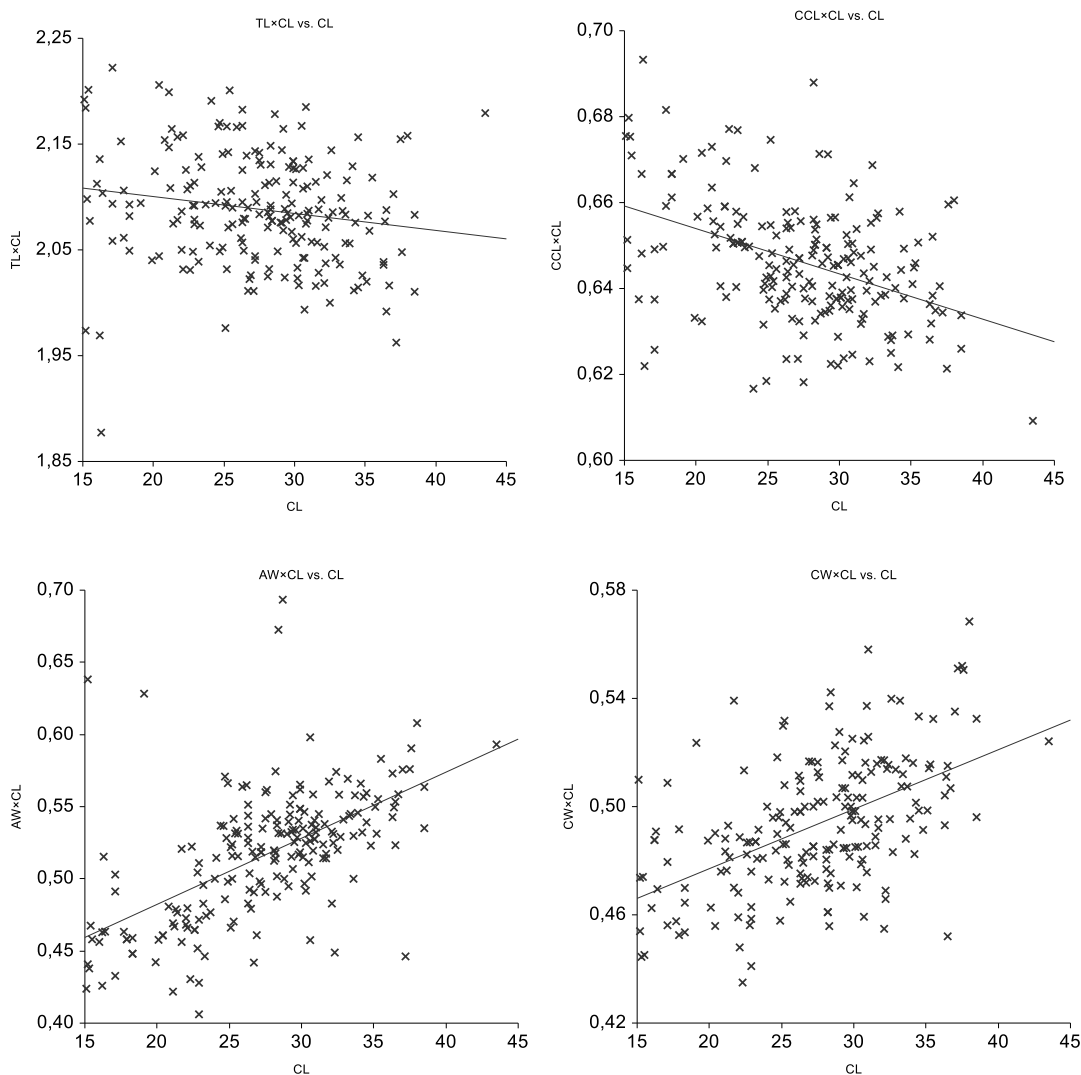 TL×CL vs. CL
2,25
2,15
2,05
1,95
1,85
TL×CL
15 20 25 30 35 40 45
CL
CCL×CL vs. CL
0,70
0,68
0,66
0,64
0,62
0,60
CCL×CL
15 20 25 30 35 40 45
CL
AW×CL vs. CL
0,70
0,65
0,60
0,55
0,50
0,45
0,40
AW×CL
15 20 25 30 35 40 45
CL
CW×CL vs. CL
0,58
0,54
0,50
0,46
0,42
CW×CL
15 20 25 30 35 40 45
CL